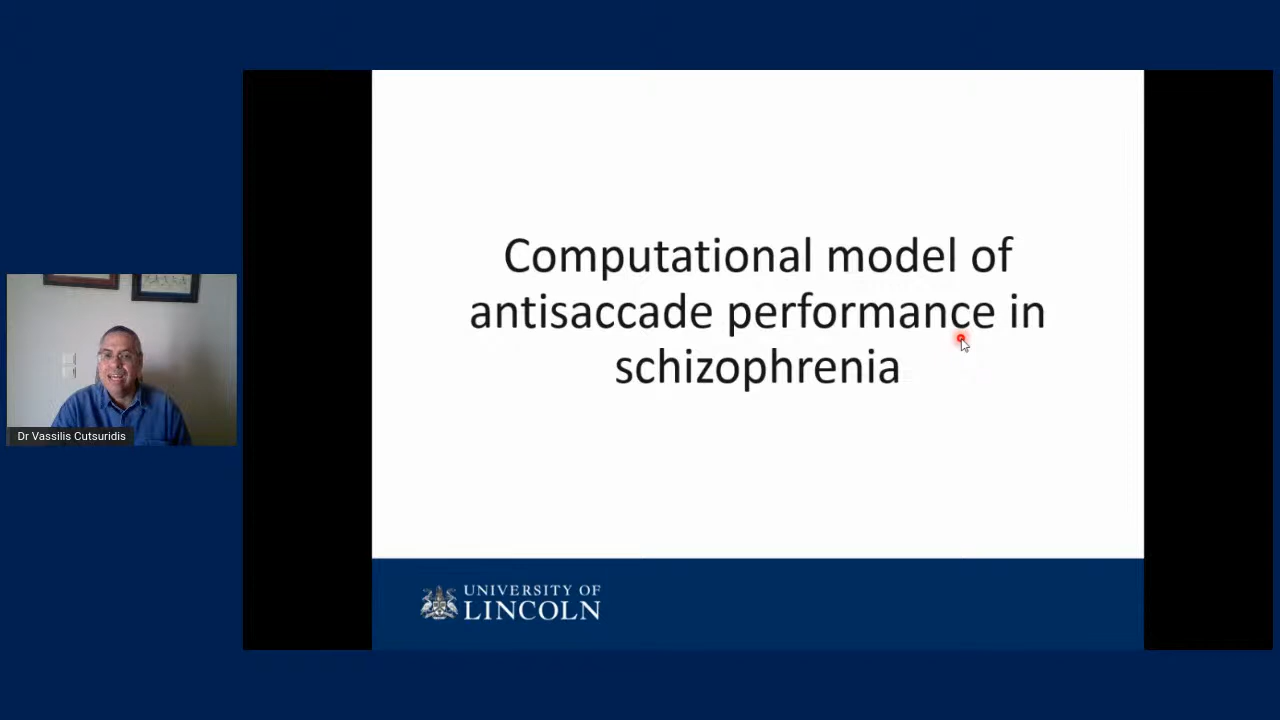 Computational model of
antisaccade performance in
schizophrenia
Dr Vassilis Cutsuridis
UNIVERSITY OF
LINCOLN